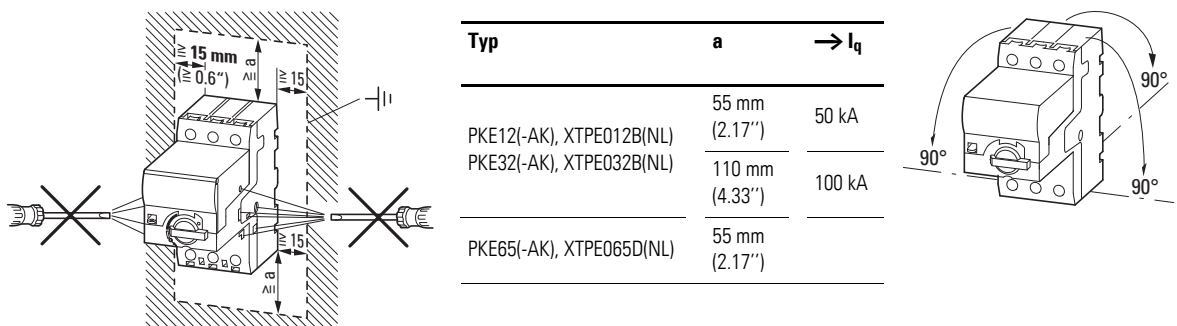 ≧ 15 mm
(≧ 0.6“)
≧ a
≧ 15
≧ 15
≧ a
Typ a → Iq
PKE12(-AK), XTPE012B(NL)
PKE32(-AK), XTPE032B(NL)
55 mm
(2.17’’)
50 kA
110 mm
(4.33’’)
100 kA
PKE65(-AK), XTPE065D(NL)
55 mm
(2.17’’)
90°
90°
90°